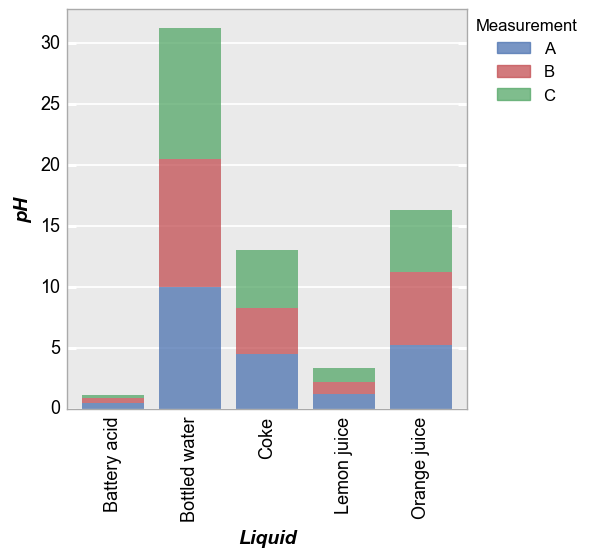 Measurement
A
B
C
30
25
20
15
10
5
0
pH
Battery acid
Bottled water
Coke
Lemon juice
Orange juice
Liquid